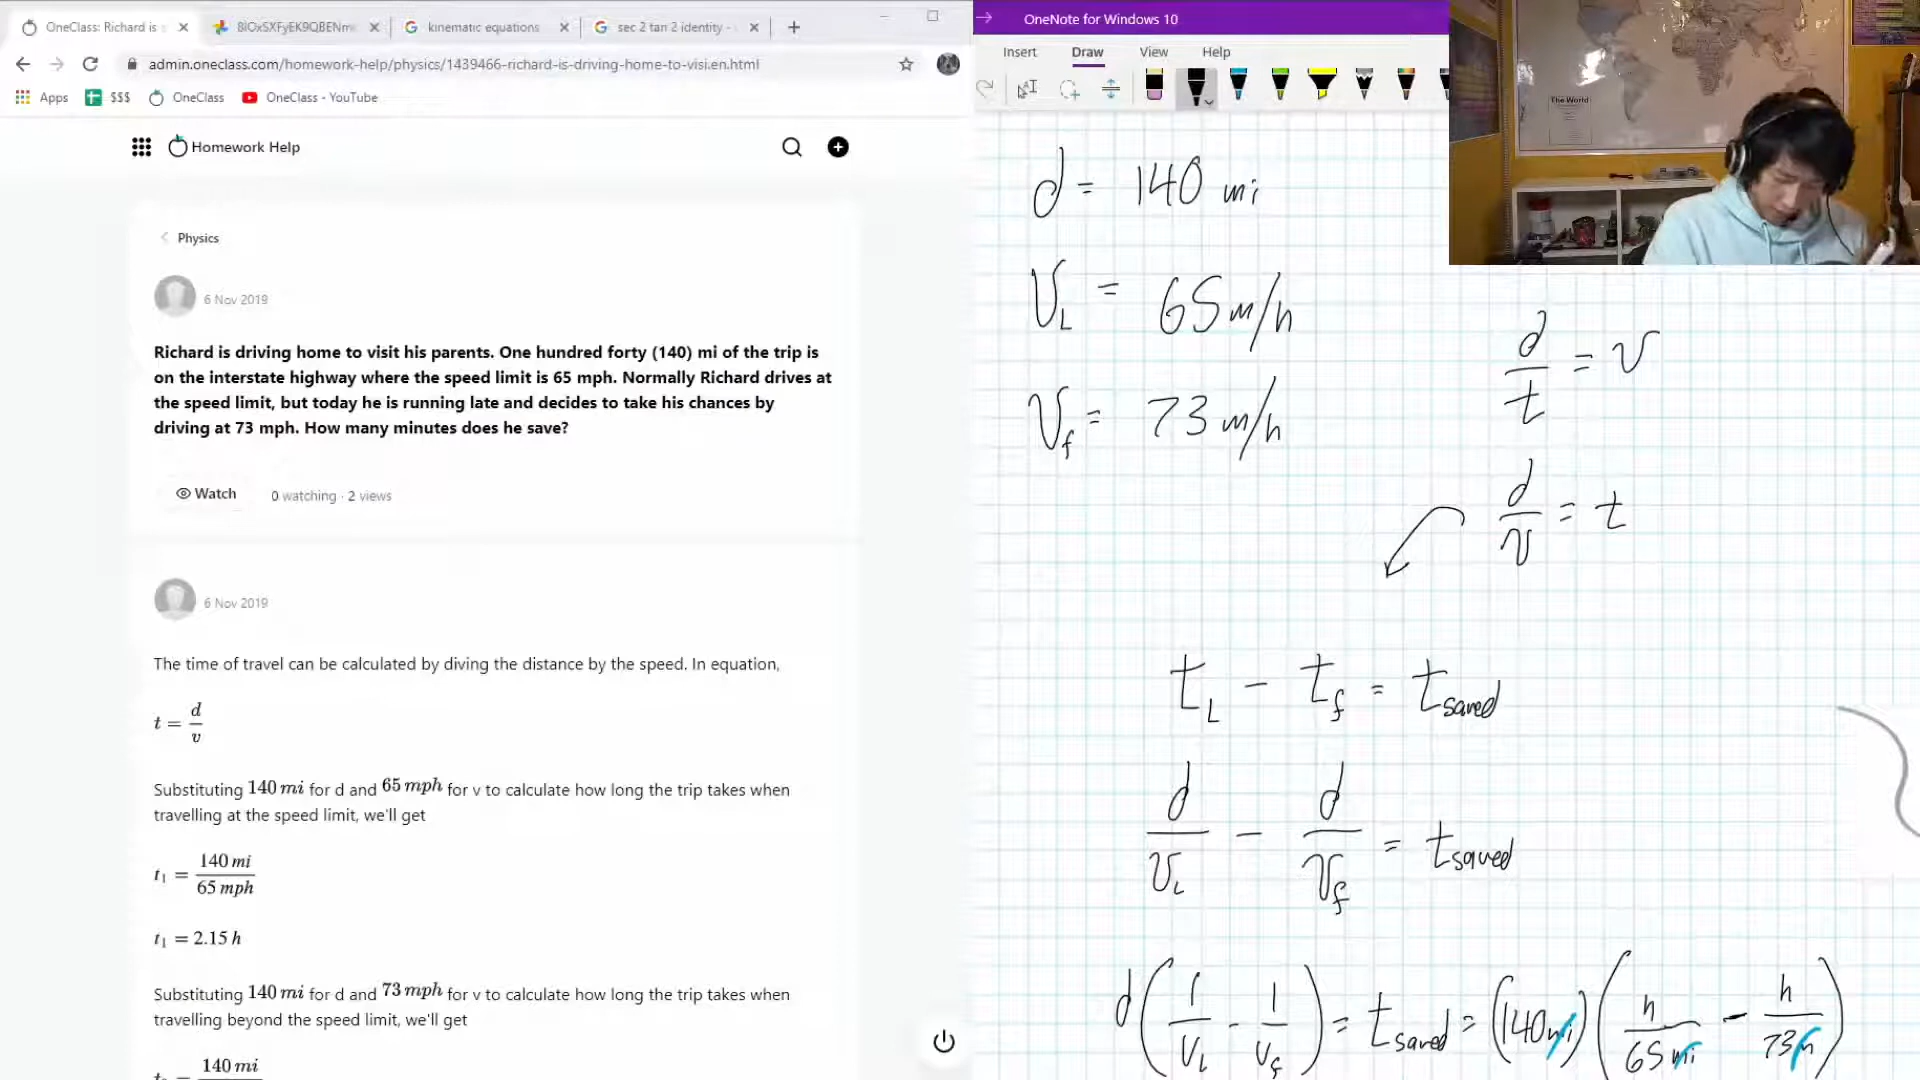 OneClass: Richard is
8IOxSXFyEK9QBENm
kinematic equations
sec 2 tan 2 identity -
admin.oneclass.com/homework-help/physics/1439466-richard-is-driving-home-to-visi.en.html
Apps
$$$
OneClass
OneClass - YouTube
Homework Help
Physics
6 Nov 2019
Richard is driving home to visit his parents. One hundred forty (140) mi of the trip is
on the interstate highway where the speed limit is 65 mph. Normally Richard drives at
the speed limit, but today he is running late and decides to take his chances by
driving at 73 mph. How many minutes does he save?
Watch
0 watching · 2 views
6 Nov 2019
The time of travel can be calculated by diving the distance by the speed. In equation,
t = d/v
Substituting 140 mi for d and 65 mph for v to calculate how long the trip takes when
travelling at the speed limit, we'll get
t₁ = 140 mi / 65 mph
t₁ = 2.15 h
Substituting 140 mi for d and 73 mph for v to calculate how long the trip takes when
travelling beyond the speed limit, we'll get
140 mi
OneNote for Windows 10
Insert
Draw
View
Help
The World
d = 140 mi
V_L = 65 m/h
V_f = 73 m/h
d/t = v
d/v = t
t_L - t_f = t_saved
d/V_L - d/V_f = t_saved
d(1/V_L - 1/V_f) = t_saved = (140 mi)(h/65 mi - h/73 m)